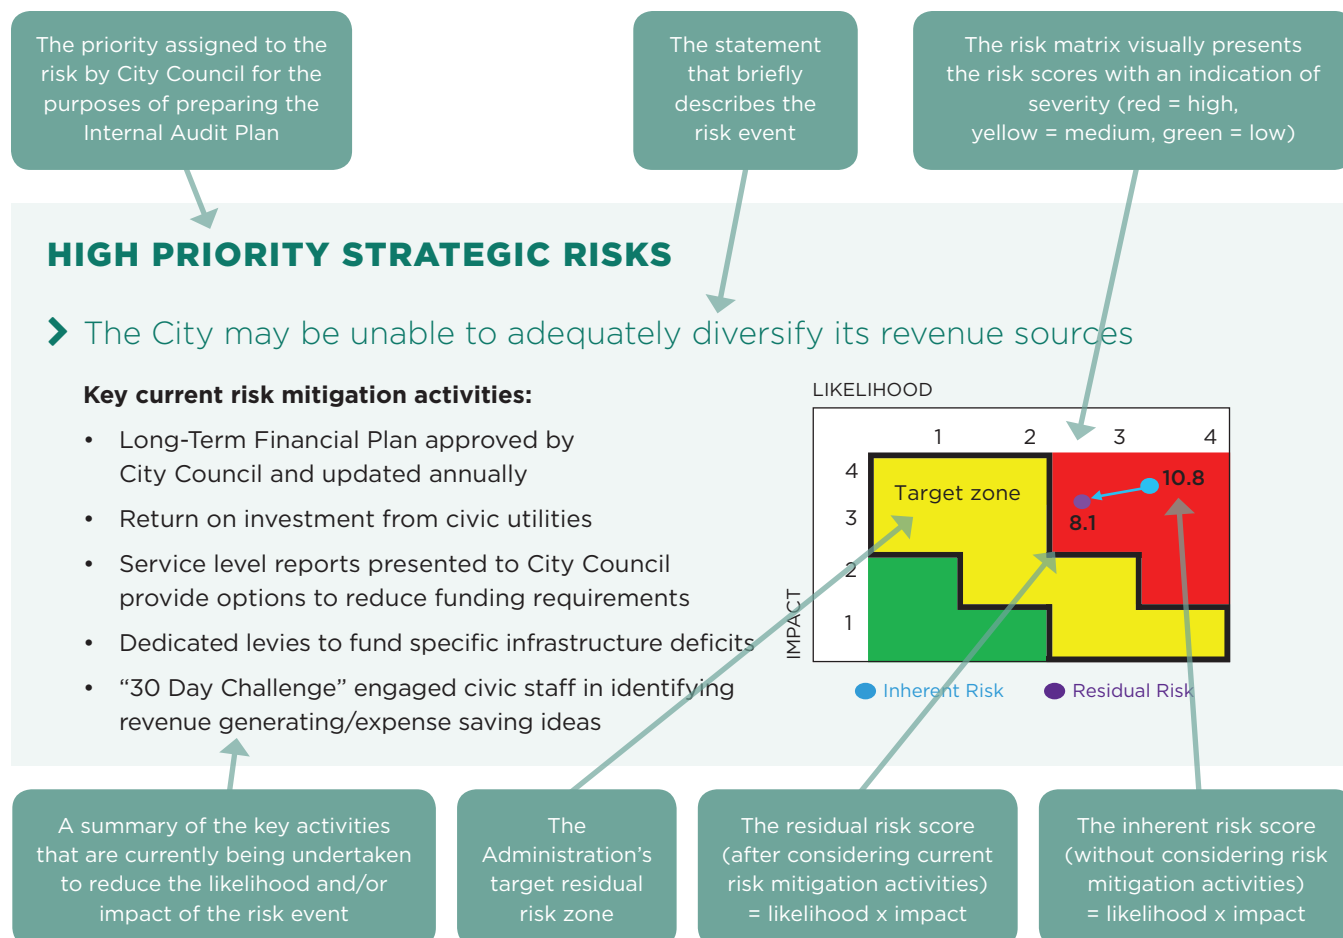 The priority assigned to the
risk by City Council for the
purposes of preparing the
Internal Audit Plan
The statement
that briefly
describes the
risk event
The risk matrix visually presents
the risk scores with an indication of
severity (red = high,
yellow = medium, green = low)
HIGH PRIORITY STRATEGIC RISKS
The City may be unable to adequately diversify its revenue sources
Key current risk mitigation activities:
• Long-Term Financial Plan approved by
City Council and updated annually
• Return on investment from civic utilities
• Service level reports presented to City Council
provide options to reduce funding requirements
• Dedicated levies to fund specific infrastructure deficits
• “30 Day Challenge” engaged civic staff in identifying
revenue generating/expense saving ideas
LIKELIHOOD
1 2 3 4
4
3
2
1
IMPACT
Target zone
10.8
8.1
Inherent Risk
Residual Risk
A summary of the key activities
that are currently being undertaken
to reduce the likelihood and/or
impact of the risk event
The
Administration’s
target residual
risk zone
The residual risk score
(after considering current
risk mitigation activities)
= likelihood x impact
The inherent risk score
(without considering risk
mitigation activities)
= likelihood x impact